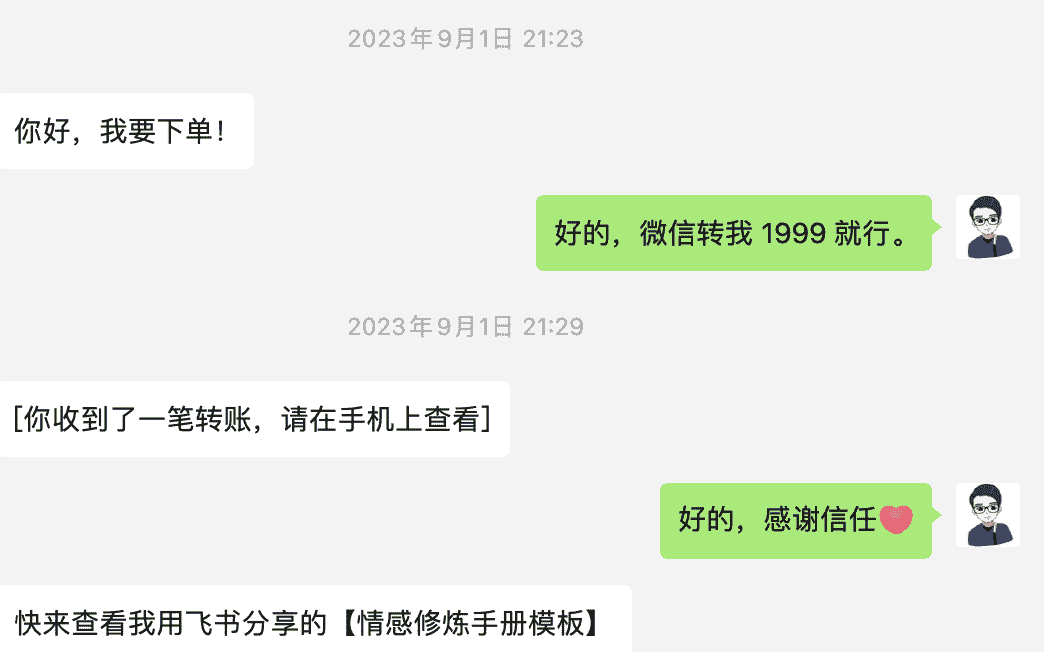 2023年9月1日 21:23
你好，我要下单！
好的，微信转我 1999 就行。
2023年9月1日 21:29
[你收到了一笔转账，请在手机上查看]
好的，感谢信任❤️
快来查看我用飞书分享的【情感修炼手册模板】